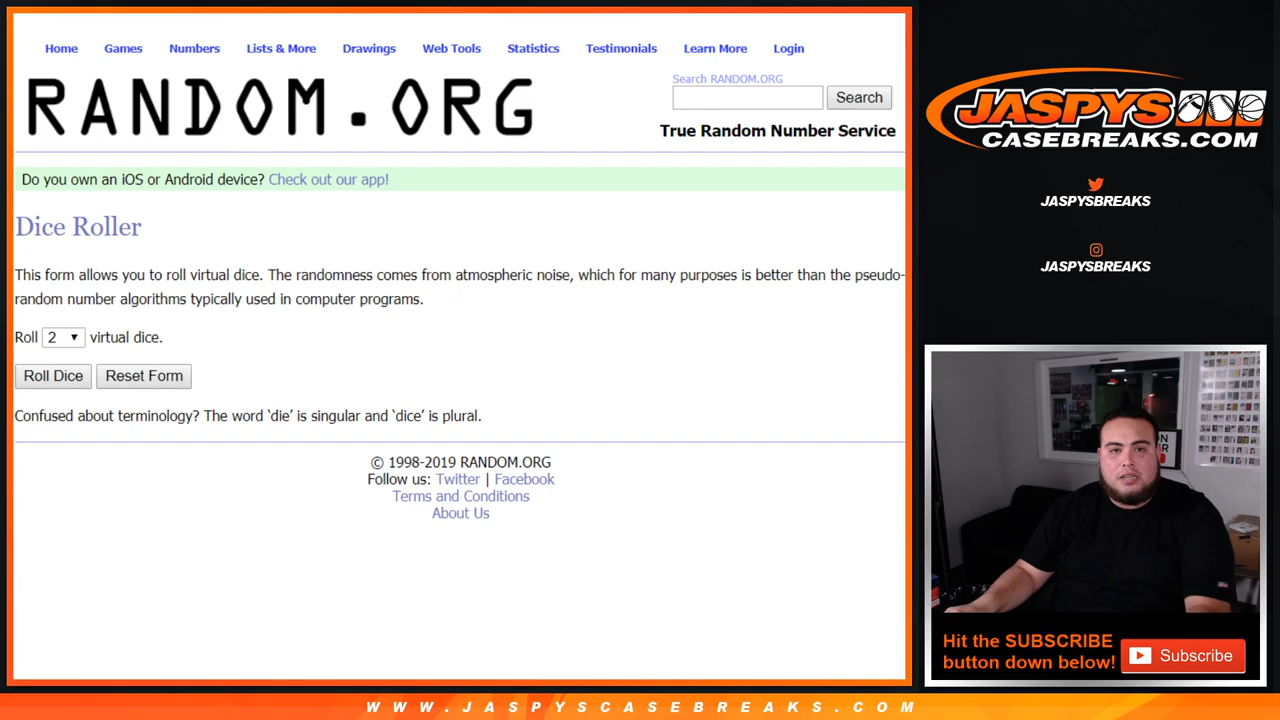 Home Games Numbers Lists & More Drawings Web Tools Statistics Testimonials Learn More Login
RANDOM.ORG
Search RANDOM.ORG
Search
True Random Number Service
Do you own an iOS or Android device? Check out our app!
Dice Roller
This form allows you to roll virtual dice. The randomness comes from atmospheric noise, which for many purposes is better than the pseudo-
random number algorithms typically used in computer programs.
Roll 2 virtual dice.
Roll Dice Reset Form
Confused about terminology? The word ‘die’ is singular and ‘dice’ is plural.
© 1998-2019 RANDOM.ORG
Follow us: Twitter | Facebook
Terms and Conditions
About Us
JASPYS
CASEBREAKS.COM
JASPYSBREAKS
JASPYSBREAKS
ON
Hit the SUBSCRIBE
button down below!
Subscribe
WWW.JASPYSCASEBREAKS.COM